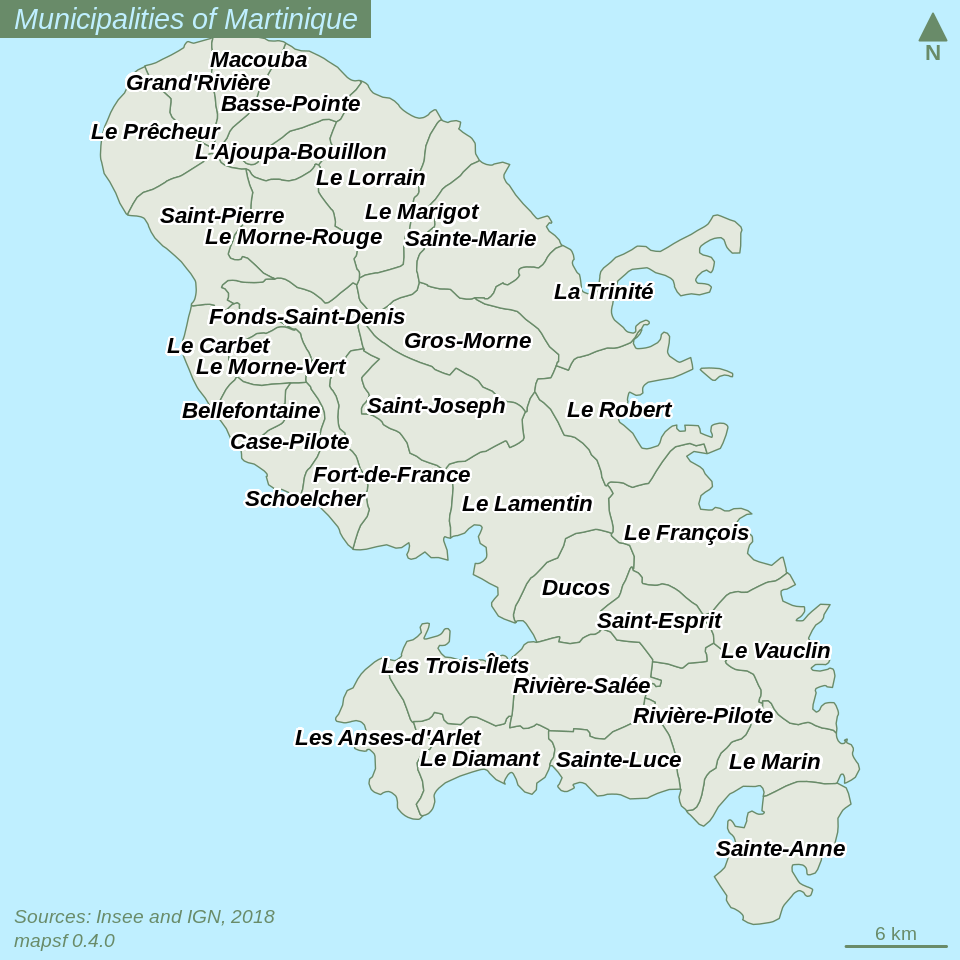 Municipalities of Martinique
N
Macouba
Grand'Rivière
Basse-Pointe
Le Prêcheur
L'Ajoupa-Bouillon
Le Lorrain
Saint-Pierre
Le Marigot
Le Morne-Rouge
Sainte-Marie
La Trinité
Fonds-Saint-Denis
Gros-Morne
Le Carbet
Le Morne-Vert
Saint-Joseph
Le Robert
Bellefontaine
Case-Pilote
Fort-de-France
Schoelcher
Le Lamentin
Le François
Ducos
Saint-Esprit
Le Vauclin
Les Trois-Îlets
Rivière-Salée
Rivière-Pilote
Les Anses-d'Arlet
Le Diamant
Sainte-Luce
Le Marin
Sainte-Anne
Sources: Insee and IGN, 2018
mapsf 0.4.0
6 km